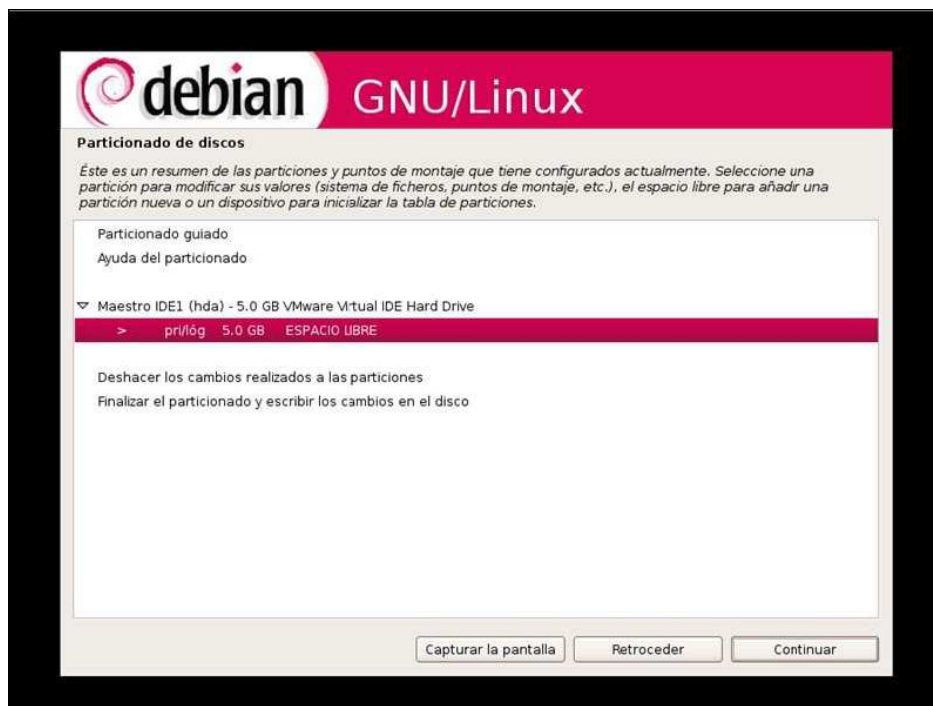 debian GNU/Linux
Particionado de discos
Éste es un resumen de las particiones y puntos de montaje que tiene configurados actualmente. Seleccione una
partición para modificar sus valores (sistema de ficheros, puntos de montaje, etc.), el espacio libre para añadir una
partición nueva o un dispositivo para inicializar la tabla de particiones.
Particionado guiado
Ayuda del particionado
Maestro IDE1 (hda) - 5.0 GB VMware Virtual IDE Hard Drive
> pri/lóg 5.0 GB ESPACIO LIBRE
Deshacer los cambios realizados a las particiones
Finalizar el particionado y escribir los cambios en el disco
Capturar la pantalla Retroceder Continuar